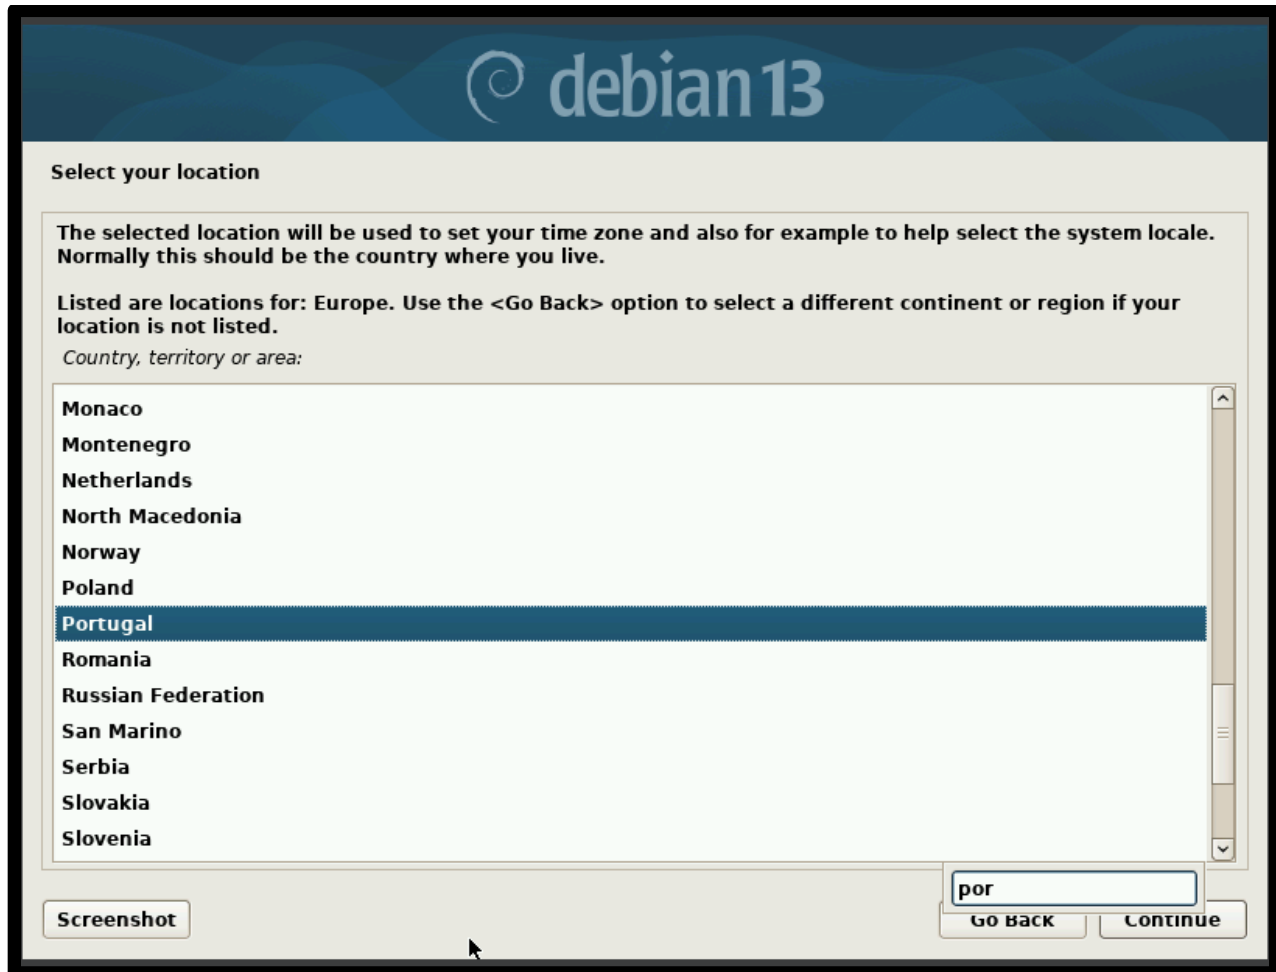 debian 13
Select your location
The selected location will be used to set your time zone and also for example to help select the system locale.
Normally this should be the country where you live.
Listed are locations for: Europe. Use the <Go Back> option to select a different continent or region if your
location is not listed.
Country, territory or area:
Monaco
Montenegro
Netherlands
North Macedonia
Norway
Poland
Portugal
Romania
Russian Federation
San Marino
Serbia
Slovakia
Slovenia
por
Screenshot
Go Back
Continue